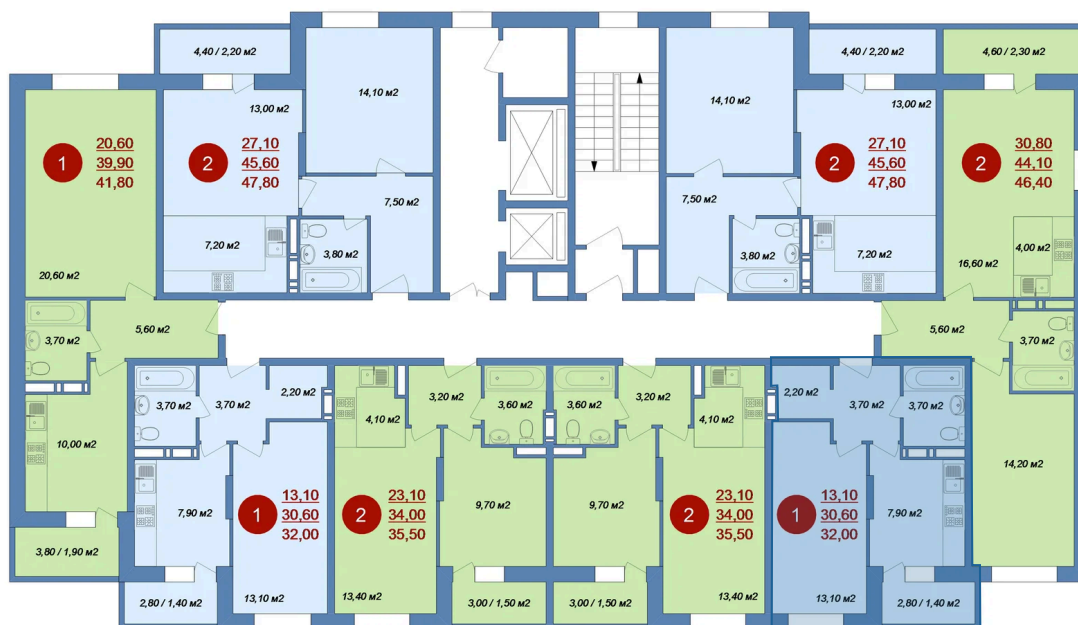 4,40 / 2,20 м2
14,10 м2
13,00 м2
1
20,60
39,90
41,80
2
27,10
45,60
47,80
7,50 м2
7,20 м2
3,80 м2
20,60 м2
14,10 м2
4,40 / 2,20 м2
4,60 / 2,30 м2
13,00 м2
2
27,10
45,60
47,80
2
30,80
44,10
46,40
7,50 м2
3,80 м2
7,20 м2
4,00 м2
16,60 м2
3,70 м2
5,60 м2
5,60 м2
3,70 м2
3,70 м2
3,70 м2
2,20 м2
10,00 м2
7,90 м2
1
13,10
30,60
32,00
3,80 / 1,90 м2
2,80 / 1,40 м2
13,10 м2
3,20 м2
3,60 м2
4,10 м2
2
23,10
34,00
35,50
9,70 м2
13,40 м2
3,00 / 1,50 м2
3,60 м2
3,20 м2
4,10 м2
9,70 м2
2
23,10
34,00
35,50
3,00 / 1,50 м2
13,40 м2
2,20 м2
3,70 м2
3,70 м2
1
13,10
30,60
32,00
7,90 м2
13,10 м2
2,80 / 1,40 м2
14,20 м2